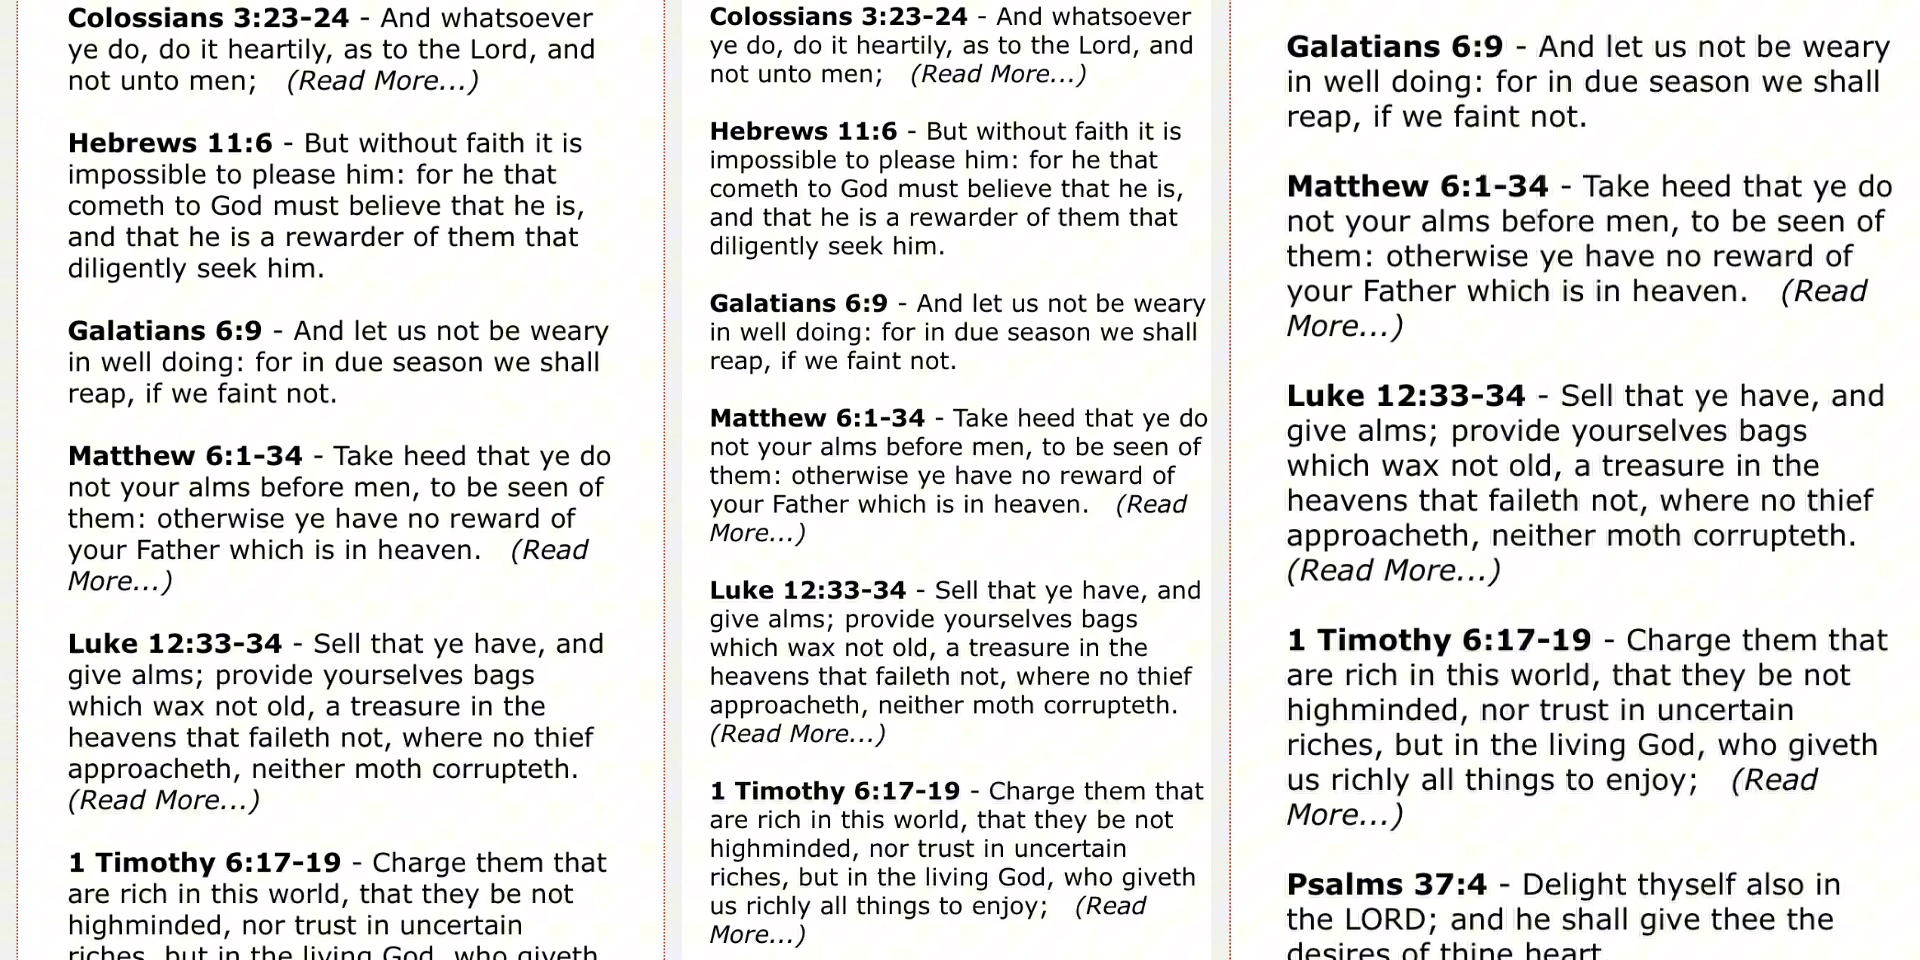 Colossians 3:23-24 - And whatsoever
ye do, do it heartily, as to the Lord, and
not unto men;   (Read More...)
Hebrews 11:6 - But without faith it is
impossible to please him: for he that
cometh to God must believe that he is,
and that he is a rewarder of them that
diligently seek him.
Galatians 6:9 - And let us not be weary
in well doing: for in due season we shall
reap, if we faint not.
Matthew 6:1-34 - Take heed that ye do
not your alms before men, to be seen of
them: otherwise ye have no reward of
your Father which is in heaven.   (Read
More...)
Luke 12:33-34 - Sell that ye have, and
give alms; provide yourselves bags
which wax not old, a treasure in the
heavens that faileth not, where no thief
approacheth, neither moth corrupteth.
(Read More...)
1 Timothy 6:17-19 - Charge them that
are rich in this world, that they be not
highminded, nor trust in uncertain
riches, but in the living God, who giveth
Colossians 3:23-24 - And whatsoever
ye do, do it heartily, as to the Lord, and
not unto men;   (Read More...)
Hebrews 11:6 - But without faith it is
impossible to please him: for he that
cometh to God must believe that he is,
and that he is a rewarder of them that
diligently seek him.
Galatians 6:9 - And let us not be weary
in well doing: for in due season we shall
reap, if we faint not.
Matthew 6:1-34 - Take heed that ye do
not your alms before men, to be seen of
them: otherwise ye have no reward of
your Father which is in heaven.   (Read
More...)
Luke 12:33-34 - Sell that ye have, and
give alms; provide yourselves bags
which wax not old, a treasure in the
heavens that faileth not, where no thief
approacheth, neither moth corrupteth.
(Read More...)
1 Timothy 6:17-19 - Charge them that
are rich in this world, that they be not
highminded, nor trust in uncertain
riches, but in the living God, who giveth
us richly all things to enjoy;   (Read
More...)
Galatians 6:9 - And let us not be weary
in well doing: for in due season we shall
reap, if we faint not.
Matthew 6:1-34 - Take heed that ye do
not your alms before men, to be seen of
them: otherwise ye have no reward of
your Father which is in heaven.   (Read
More...)
Luke 12:33-34 - Sell that ye have, and
give alms; provide yourselves bags
which wax not old, a treasure in the
heavens that faileth not, where no thief
approacheth, neither moth corrupteth.
(Read More...)
1 Timothy 6:17-19 - Charge them that
are rich in this world, that they be not
highminded, nor trust in uncertain
riches, but in the living God, who giveth
us richly all things to enjoy;   (Read
More...)
Psalms 37:4 - Delight thyself also in
the LORD; and he shall give thee the
desires of thine heart.